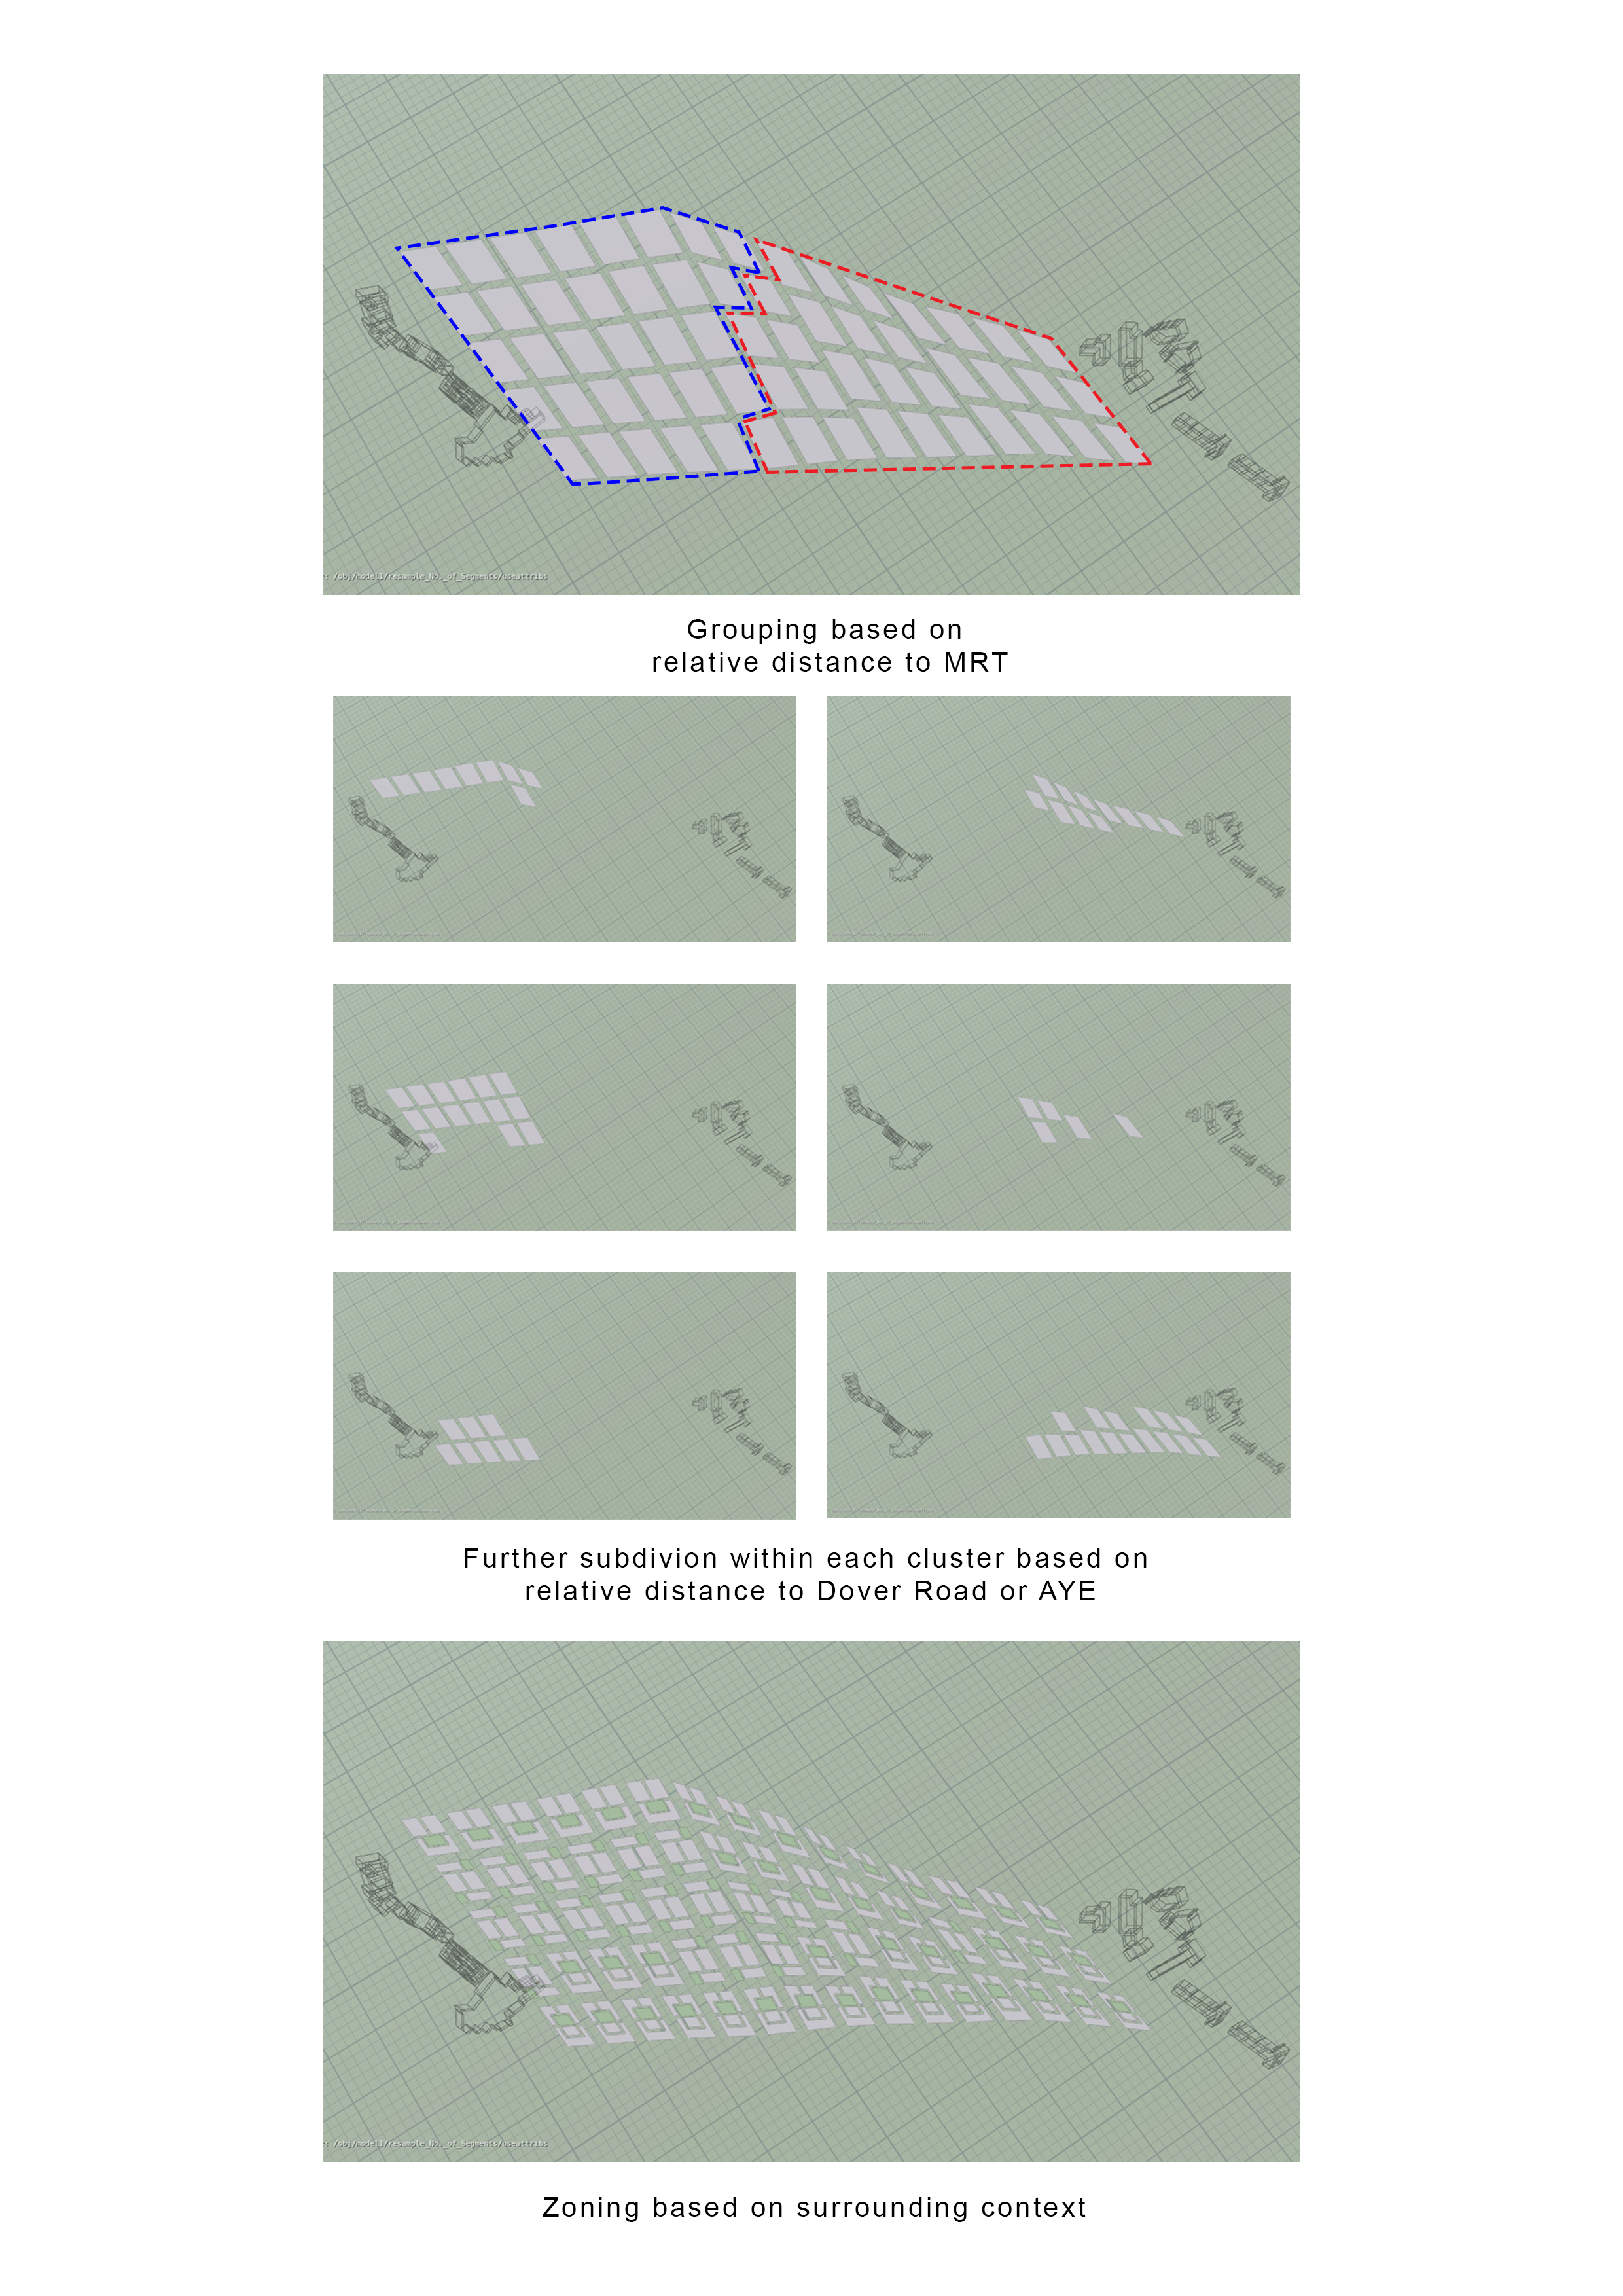 : /obj/model1/resample_No._of_Segments/useattribs
Grouping based on
relative distance to MRT
Further subdivion within each cluster based on
relative distance to Dover Road or AYE
: /obj/model1/resample_No._of_Segments/useattribs
Zoning based on surrounding context